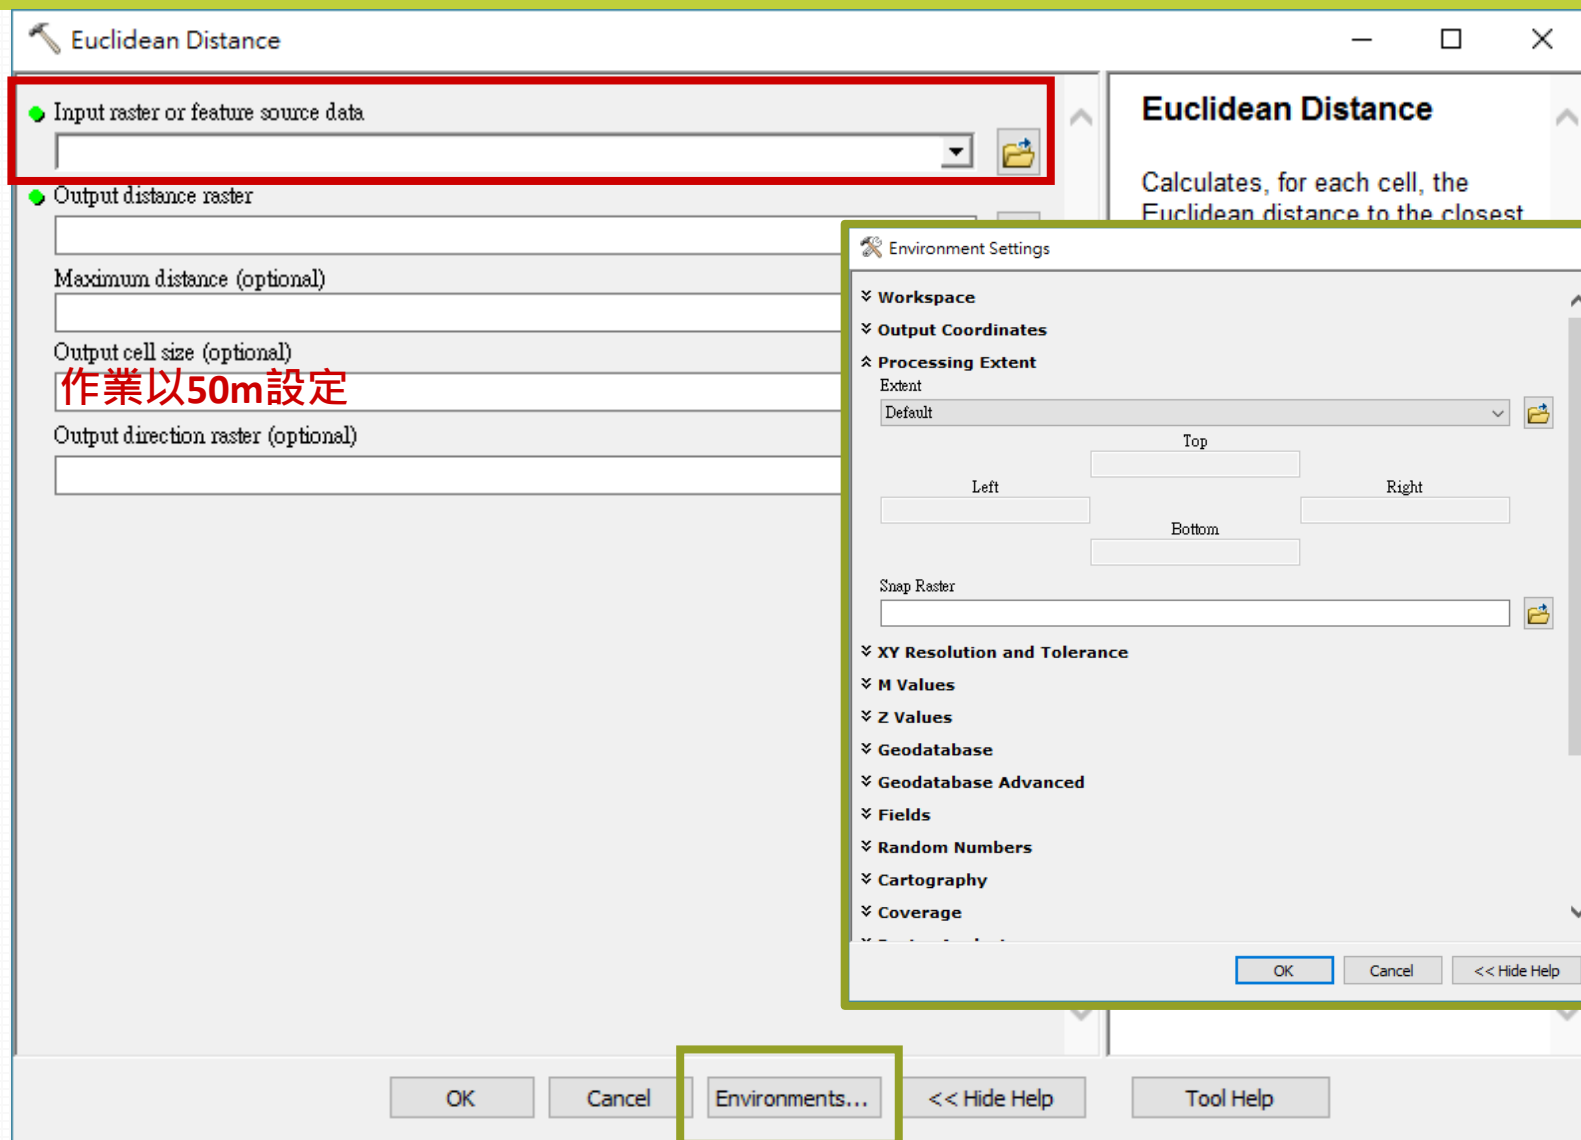 Euclidean Distance
Input raster or feature source data
Output distance raster
Maximum distance (optional)
Output cell size (optional)
作業以50m設定
Output direction raster (optional)
Euclidean Distance
Calculates, for each cell, the
Euclidean distance to the closest
Environment Settings
Workspace
Output Coordinates
Processing Extent
Extent
Default
Top
Left
Right
Bottom
Snap Raster
XY Resolution and Tolerance
M Values
Z Values
Geodatabase
Geodatabase Advanced
Fields
Random Numbers
Cartography
Coverage
OK
Cancel
<< Hide Help
OK
Cancel
Environments...
<< Hide Help
Tool Help